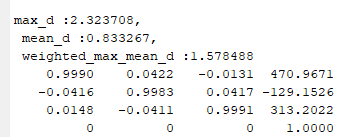 max_d :2.323708,
mean_d :0.833267,
weighted_max_mean_d :1.578488
0.9990 0.0422 -0.0131 470.9671
-0.0416 0.9983 0.0417 -129.1526
0.0148 -0.0411 0.9991 313.2022
0 0 0 1.0000